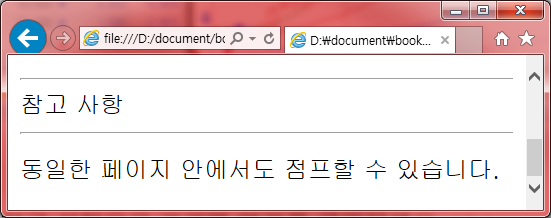 file:///D:/document/bo
D:₩document₩book...
참고 사항
동일한 페이지 안에서도 점프할 수 있습니다.